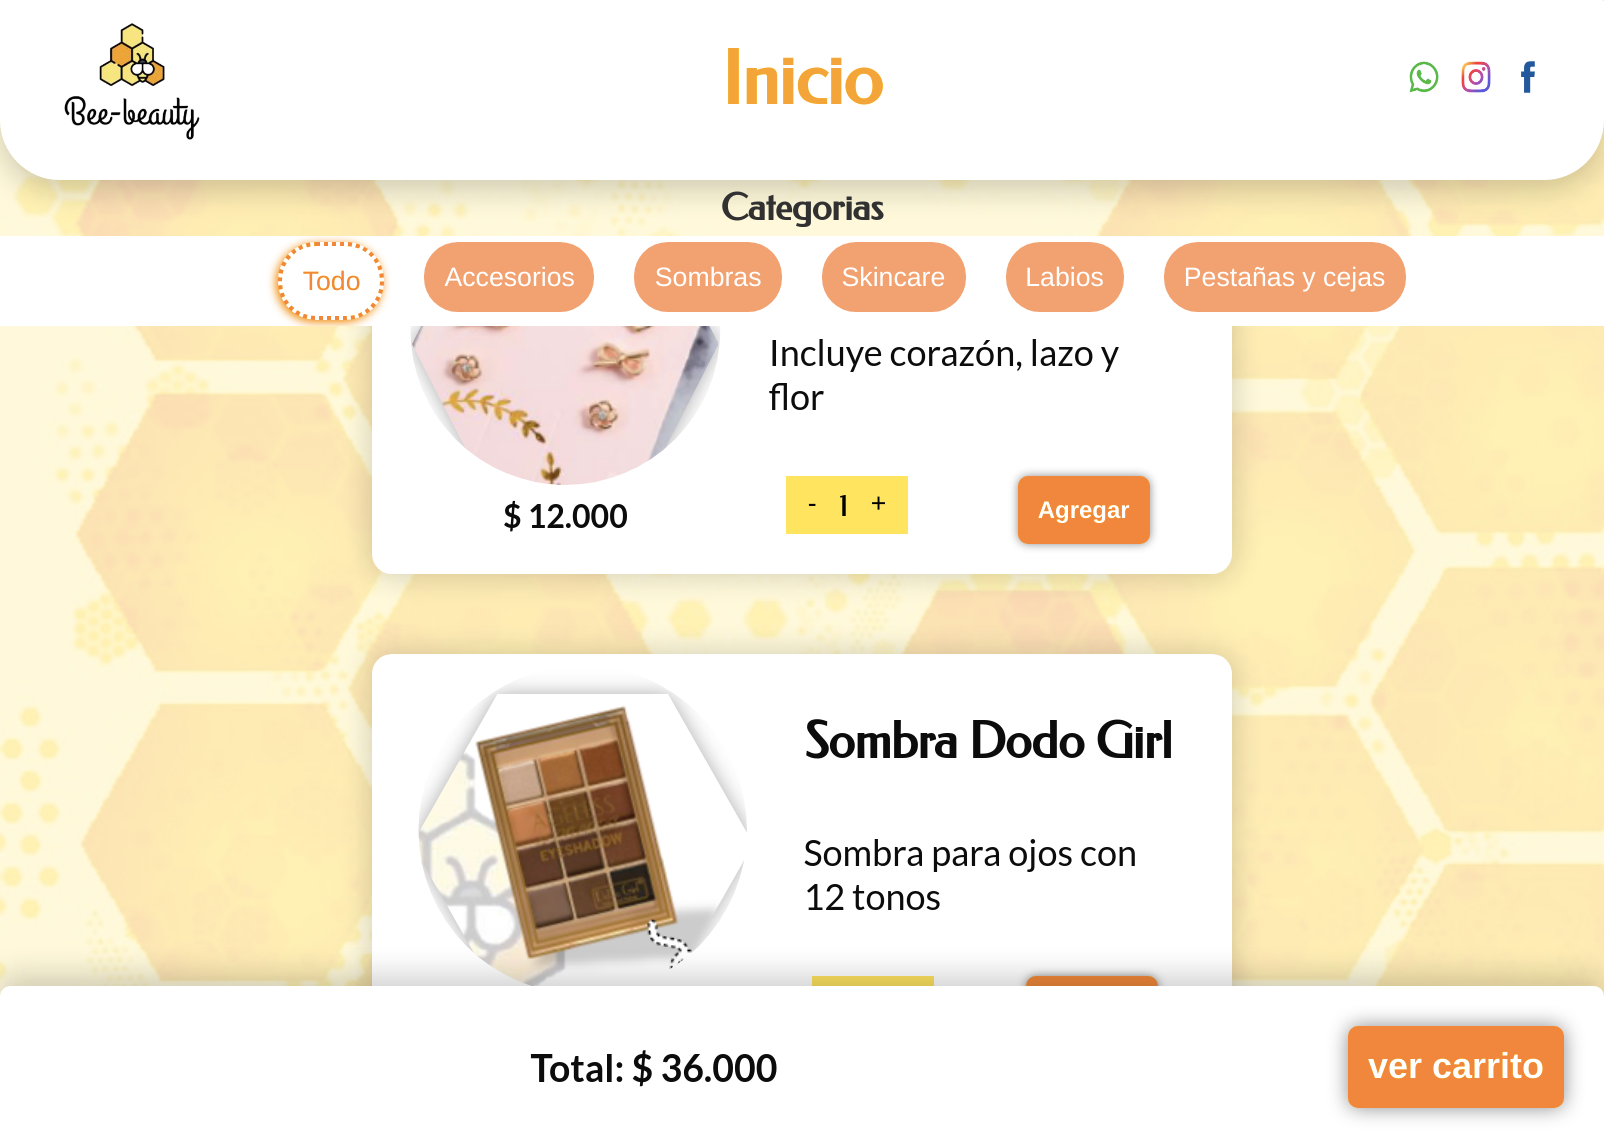 Bee-beauty
Inicio
Categorias
Todo
Accesorios
Sombras
Skincare
Labios
Pestañas y cejas
Incluye corazón, lazo y
flor
$ 12.000
- 1 +
Agregar
Sombra Dodo Girl
EYESHADOW
Sombra para ojos con
12 tonos
Total: $ 36.000
ver carrito